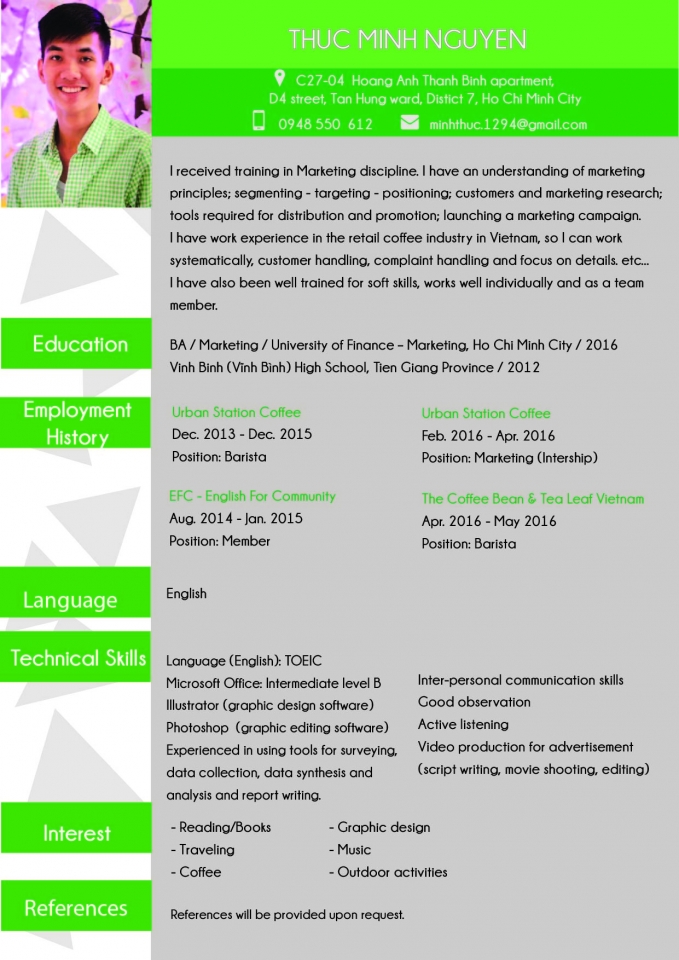 THUC MINH NGUYEN
C27-04 Hoang Anh Thanh Binh apartment,
D4 street, Tan Hung ward, Distict 7, Ho Chi Minh City
0948 550 612 minhthuc.1294@gmail.com
I received training in Marketing discipline. I have an understanding of marketing
principles; segmenting - targeting - positioning; customers and marketing research;
tools required for distribution and promotion; launching a marketing campaign.
I have work experience in the retail coffee industry in Vietnam, so I can work
systematically, customer handling, complaint handling and focus on details. etc...
I have also been well trained for soft skills, works well individually and as a team
member.
Education
BA / Marketing / University of Finance – Marketing, Ho Chi Minh City / 2016
Vinh Binh (Vĩnh Bình) High School, Tien Giang Province / 2012
Employment
History
Urban Station Coffee
Dec. 2013 - Dec. 2015
Position: Barista
EFC - English For Community
Aug. 2014 - Jan. 2015
Position: Member
Urban Station Coffee
Feb. 2016 - Apr. 2016
Position: Marketing (Intership)
The Coffee Bean & Tea Leaf Vietnam
Apr. 2016 - May 2016
Position: Barista
Language
English
Technical Skills
Language (English): TOEIC
Microsoft Office: Intermediate level B
Illustrator (graphic design software)
Photoshop (graphic editing software)
Experienced in using tools for surveying,
data collection, data synthesis and
analysis and report writing.
Inter-personal communication skills
Good observation
Active listening
Video production for advertisement
(script writing, movie shooting, editing)
Interest
- Reading/Books
- Traveling
- Coffee
- Graphic design
- Music
- Outdoor activities
References
References will be provided upon request.